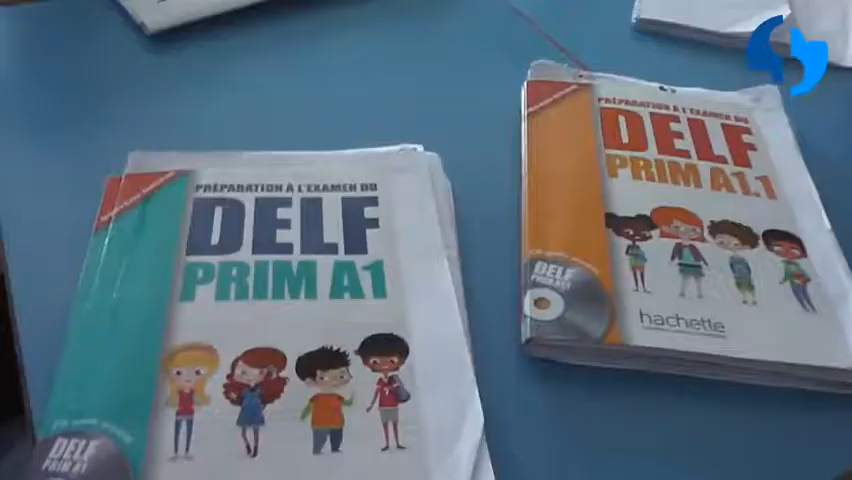 PRÉPARATION À L'EXAMEN DU
DELF
PRIM A1
DELF
PRIM A1
PRÉPARATION À L'EXAMEN DU
DELF
PRIM A1.1
DELF
PRIM A1.1
hachette